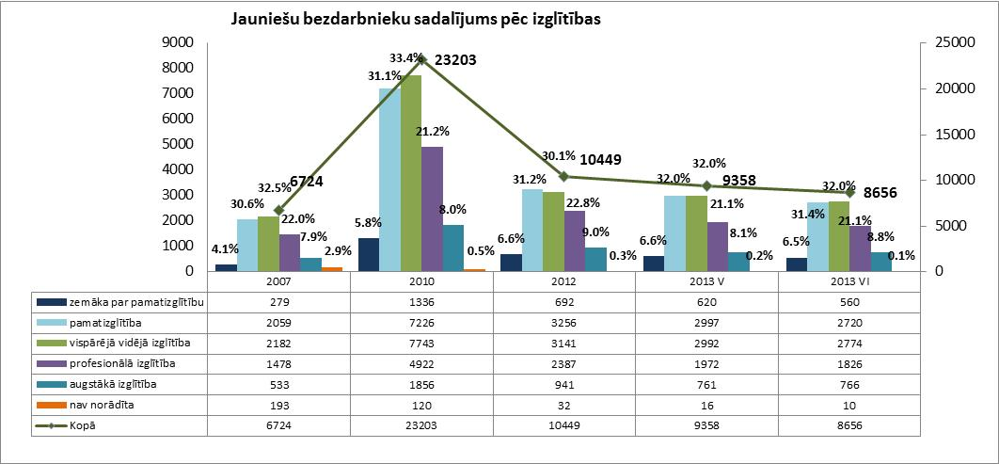 Jauniešu bezdarbnieku sadalījums pēc izglītības
9000 25000
8000 20000
7000 15000
6000 10000
5000 5000
4000 0
3000
2000
1000
0
4.1% 30.6% 32.5% 22.0% 7.9% 2.9% 6724
5.8% 31.1% 33.4% 21.2% 8.0% 0.5% 23203
6.6% 31.2% 30.1% 22.8% 9.0% 0.3% 10449
6.6% 32.0% 32.0% 21.1% 8.1% 0.2% 9358
6.5% 31.4% 32.0% 21.1% 8.8% 0.1% 8656
2007 2010 2012 2013 V 2013 VI
zemāka par pamatizglītību 279 1336 692 620 560
pamatizglītība 2059 7226 3256 2997 2720
vispārējā vidējā izglītība 2182 7743 3141 2992 2774
profesionālā izglītība 1478 4922 2387 1972 1826
augstākā izglītība 533 1856 941 761 766
nav norādīta 193 120 32 16 10
Kopā 6724 23203 10449 9358 8656